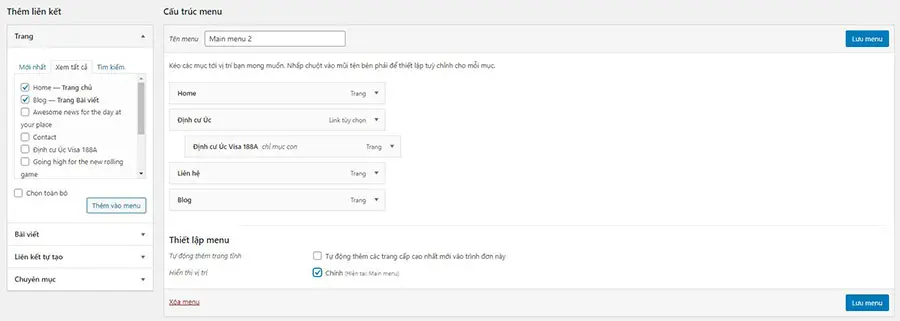 Thêm liên kết
Trang
Mới nhất Xem tất cả Tìm kiếm
Home — Trang chủ
Blog — Trang Bài viết
Awesome news for the day at
your place
Contact
Định cư Úc Visa 188A
Going high for the new rolling
game
Chọn toàn bộ
Thêm vào menu
Bài viết
Liên kết tự tạo
Chuyên mục
Cấu trúc menu
Tên menu Main menu 2 Lưu menu
Kéo các mục tới vị trí bạn mong muốn. Nhấp chuột vào mũi tên bên phải để thiết lập tuỳ chỉnh cho mỗi mục.
Home Trang
Định cư Úc Link tùy chọn
Định cư Úc Visa 188A chỉ mục con Trang
Liên hệ Trang
Blog Trang
Thiết lập menu
Tự động thêm trang tĩnh Tự động thêm các trang cấp cao nhất mới vào trình đơn này
Hiển thị vị trí Chính (Hiện tại: Main menu)
Xóa menu Lưu menu